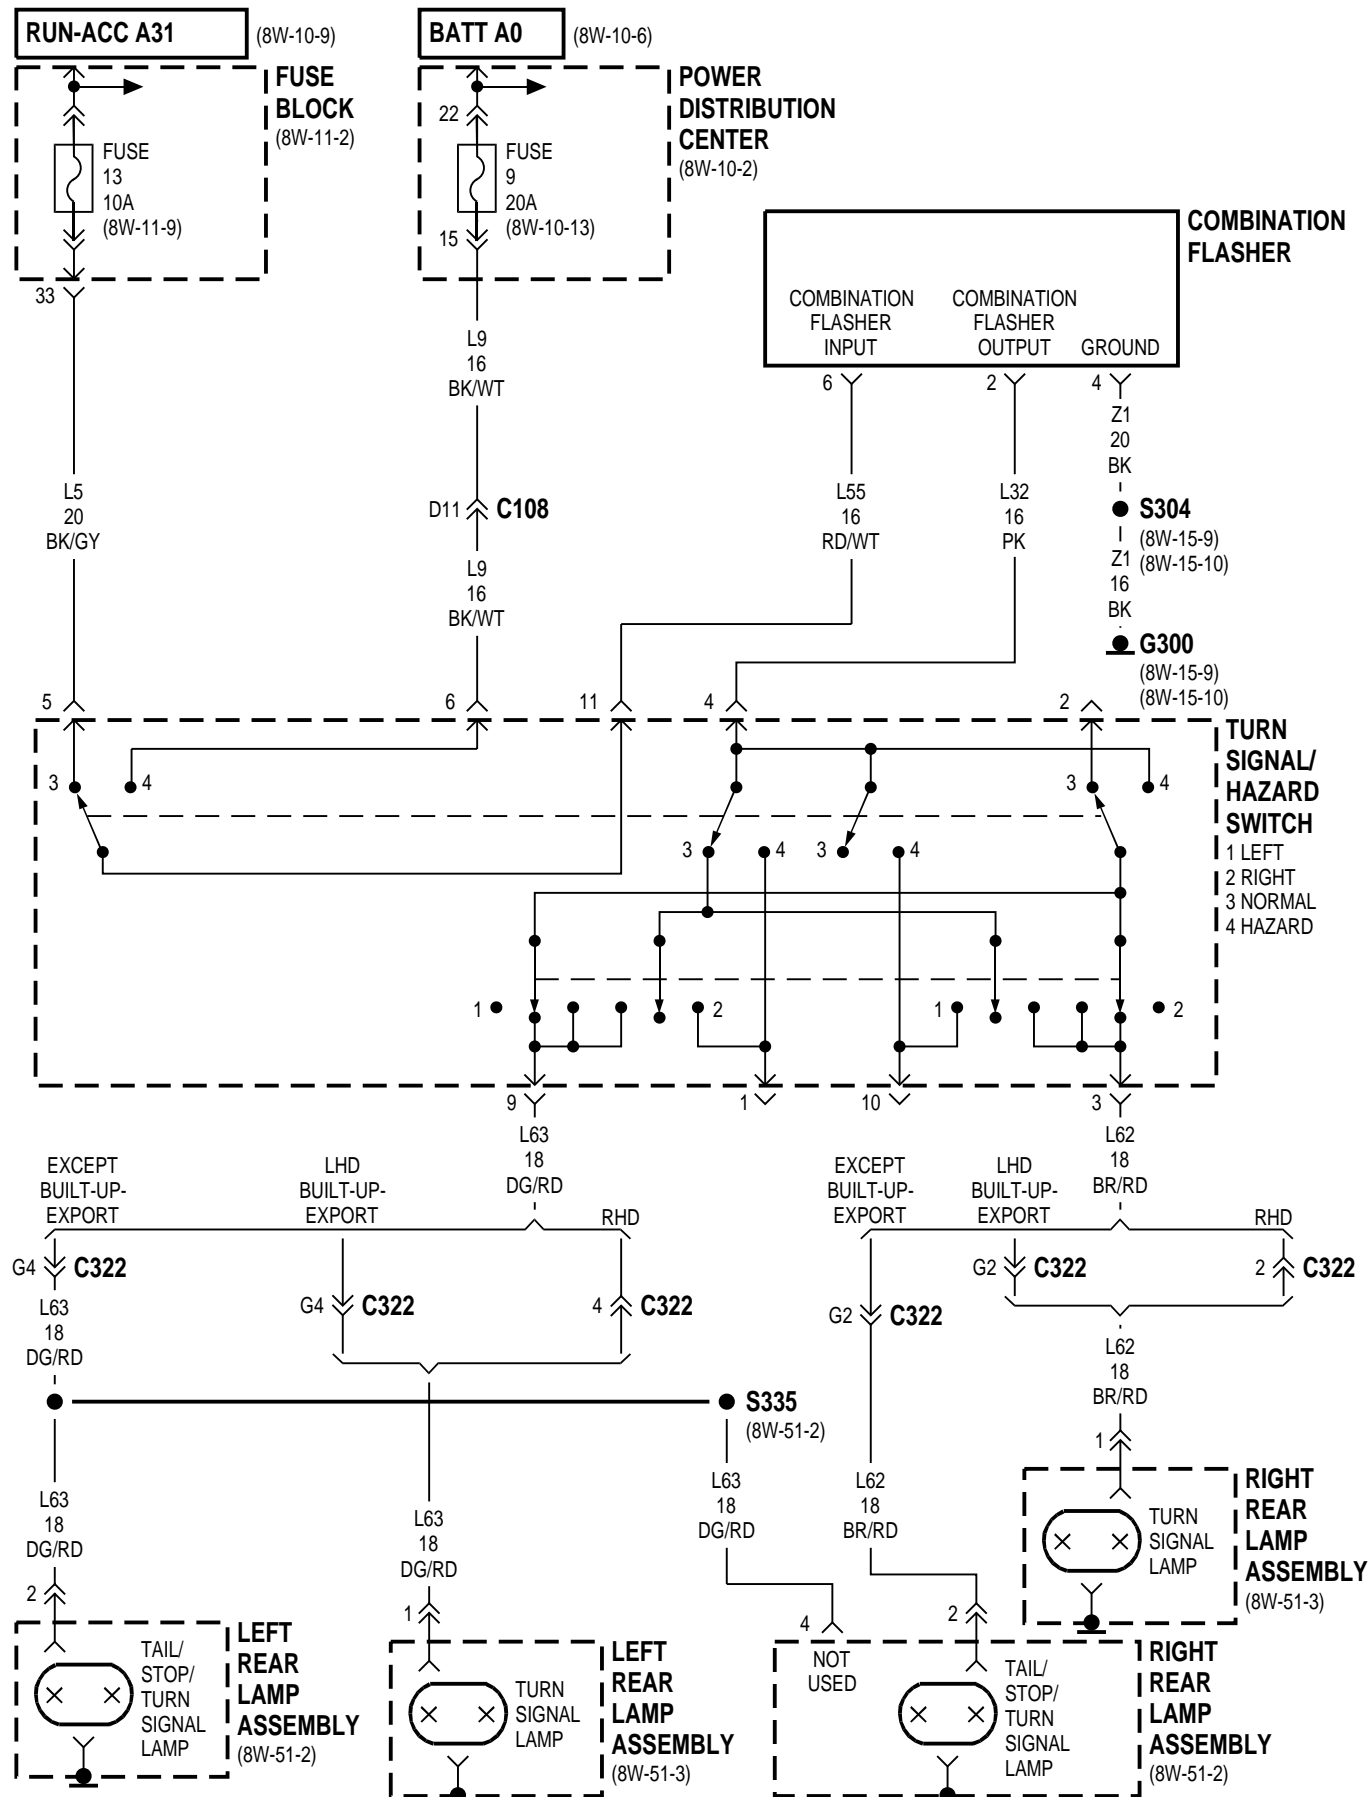 RUN-ACC A31
(8W-10-9)
BATT A0
(8W-10-6)
FUSE
BLOCK
(8W-11-2)
POWER
DISTRIBUTION
CENTER
(8W-10-2)
22
FUSE
13
10A
(8W-11-9)
FUSE
9
20A
(8W-10-13)
15
33
COMBINATION
FLASHER
COMBINATION
FLASHER
INPUT
COMBINATION
FLASHER
OUTPUT
GROUND
6
2
4
L9
16
BK/WT
Z1
20
BK
L5
20
BK/GY
D11
C108
L55
16
RD/WT
L32
16
PK
S304
(8W-15-9)
(8W-15-10)
L9
16
BK/WT
Z1
16
BK
G300
(8W-15-9)
(8W-15-10)
5
6
11
4
2
TURN
SIGNAL/
HAZARD
SWITCH
1 LEFT
2 RIGHT
3 NORMAL
4 HAZARD
3
4
3
4
3
4
3
4
1
2
1
2
9
1
10
3
L63
18
DG/RD
L62
18
BR/RD
EXCEPT
BUILT-UP-
EXPORT
LHD
BUILT-UP-
EXPORT
RHD
EXCEPT
BUILT-UP-
EXPORT
LHD
BUILT-UP-
EXPORT
RHD
G4
C322
G4
C322
4
C322
G2
C322
G2
C322
2
C322
L63
18
DG/RD
L62
18
BR/RD
S335
(8W-51-2)
1
L63
18
DG/RD
L63
18
DG/RD
L63
18
DG/RD
L62
18
BR/RD
TURN
SIGNAL
LAMP
RIGHT
REAR
LAMP
ASSEMBLY
(8W-51-3)
2
1
4
2
TAIL/
STOP/
TURN
SIGNAL
LAMP
LEFT
REAR
LAMP
ASSEMBLY
(8W-51-2)
TURN
SIGNAL
LAMP
LEFT
REAR
LAMP
ASSEMBLY
(8W-51-3)
NOT
USED
TAIL/
STOP/
TURN
SIGNAL
LAMP
RIGHT
REAR
LAMP
ASSEMBLY
(8W-51-2)